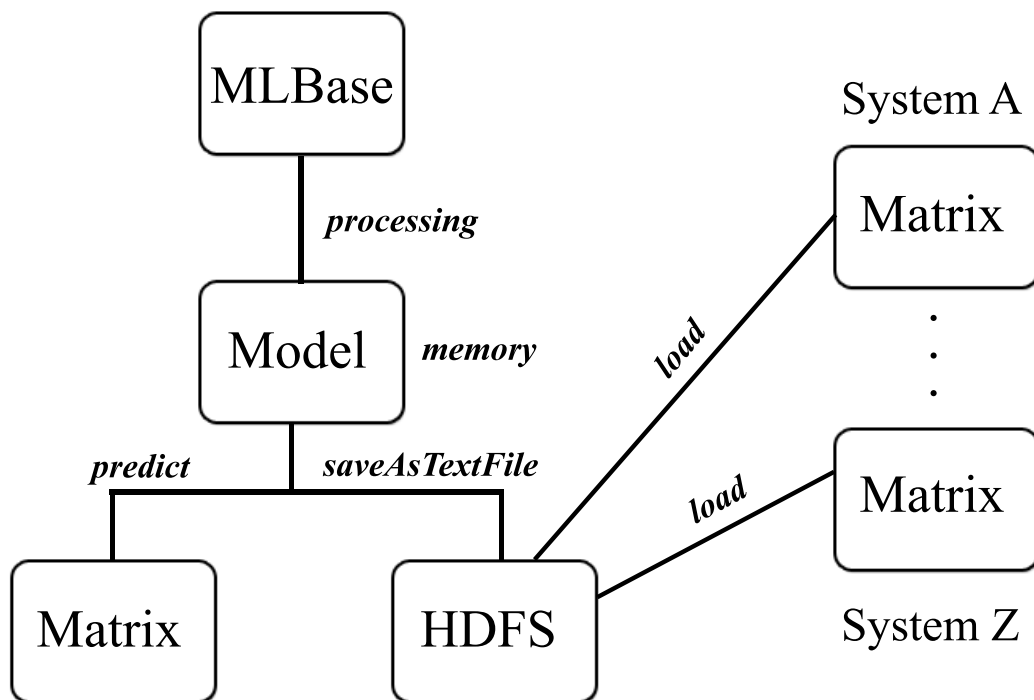 MLBase
processing
Model
memory
predict
saveAsTextFile
Matrix
HDFS
load
load
System A
Matrix
Matrix
System Z